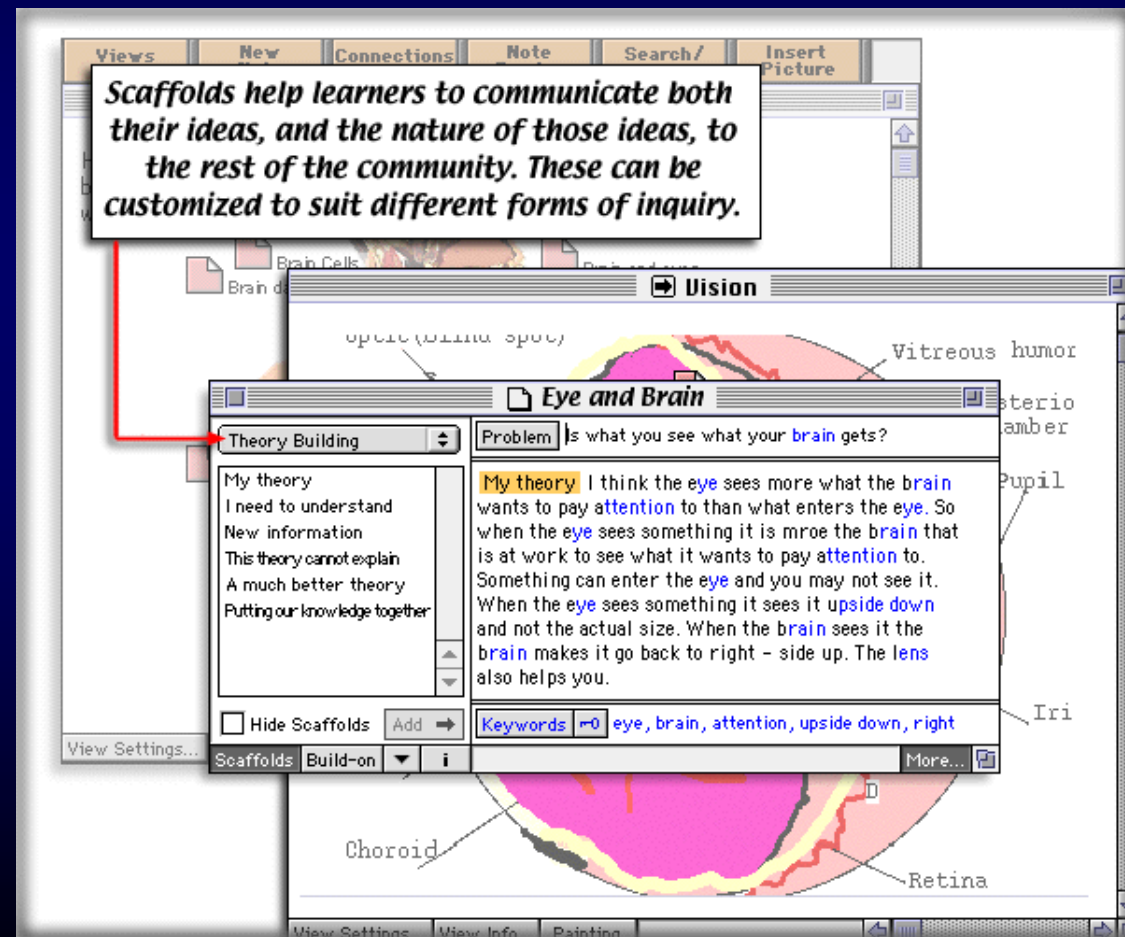 Views
New
Connections
Note
Search/
Insert
Picture
Scaffolds help learners to communicate both
their ideas, and the nature of those ideas, to
the rest of the community. These can be
customized to suit different forms of inquiry.
Brain Cells
Brain
Vision
optic(blind spot)
Vitreous humor
Pupil
Iri
Choroid
Retina
D
Eye and Brain
Theory Building
My theory
I need to understand
New information
This theory cannot explain
A much better theory
Putting our knowledge together
Hide Scaffolds
Add
Scaffolds Build-on i
Problem Is what you see what your brain gets?
My theory I think the eye sees more what the brain
wants to pay attention to than what enters the eye. So
when the eye sees something it is mroe the brain that
is at work to see what it wants to pay attention to.
Something can enter the eye and you may not see it.
When the eye sees something it sees it upside down
and not the actual size. When the brain sees it the
brain makes it go back to right - side up. The lens
also helps you.
Keywords eye, brain, attention, upside down, right
More...
View Settings...
View Settings View Info Painting